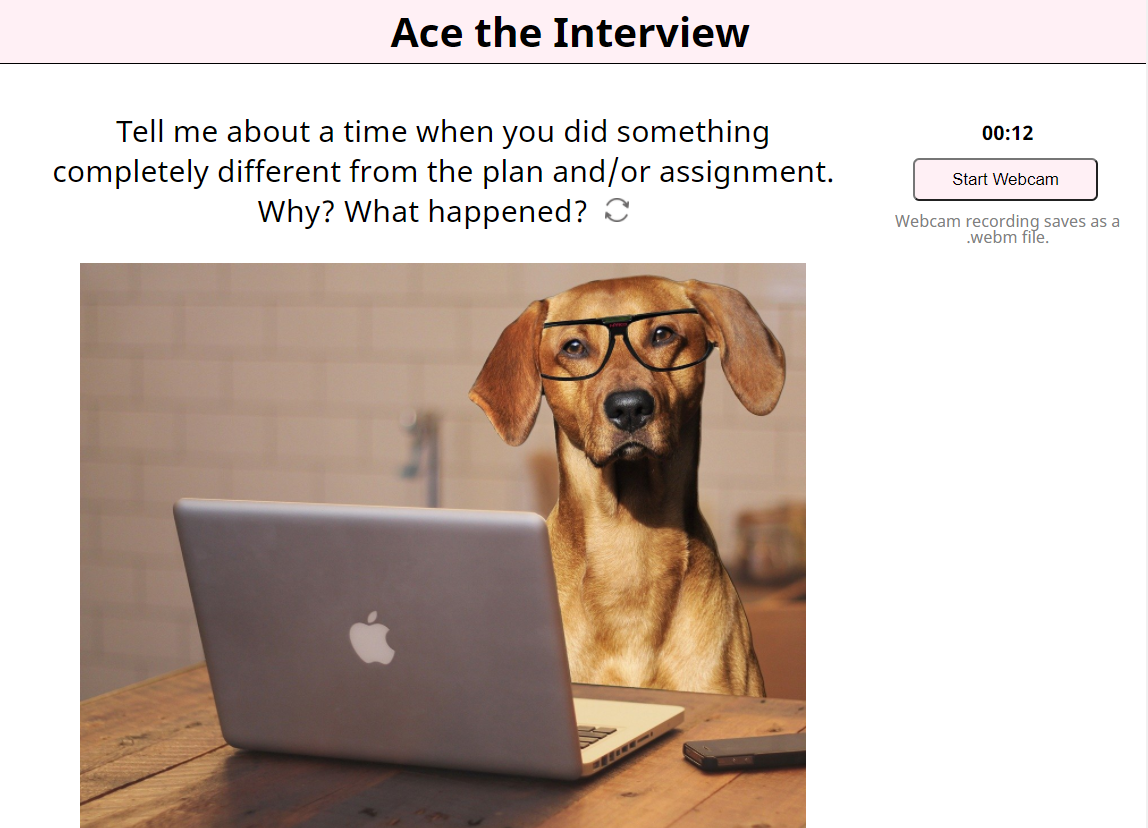 Ace the Interview
Tell me about a time when you did something
completely different from the plan and/or assignment.
Why? What happened?
00:12
Start Webcam
Webcam recording saves as a
.webm file.